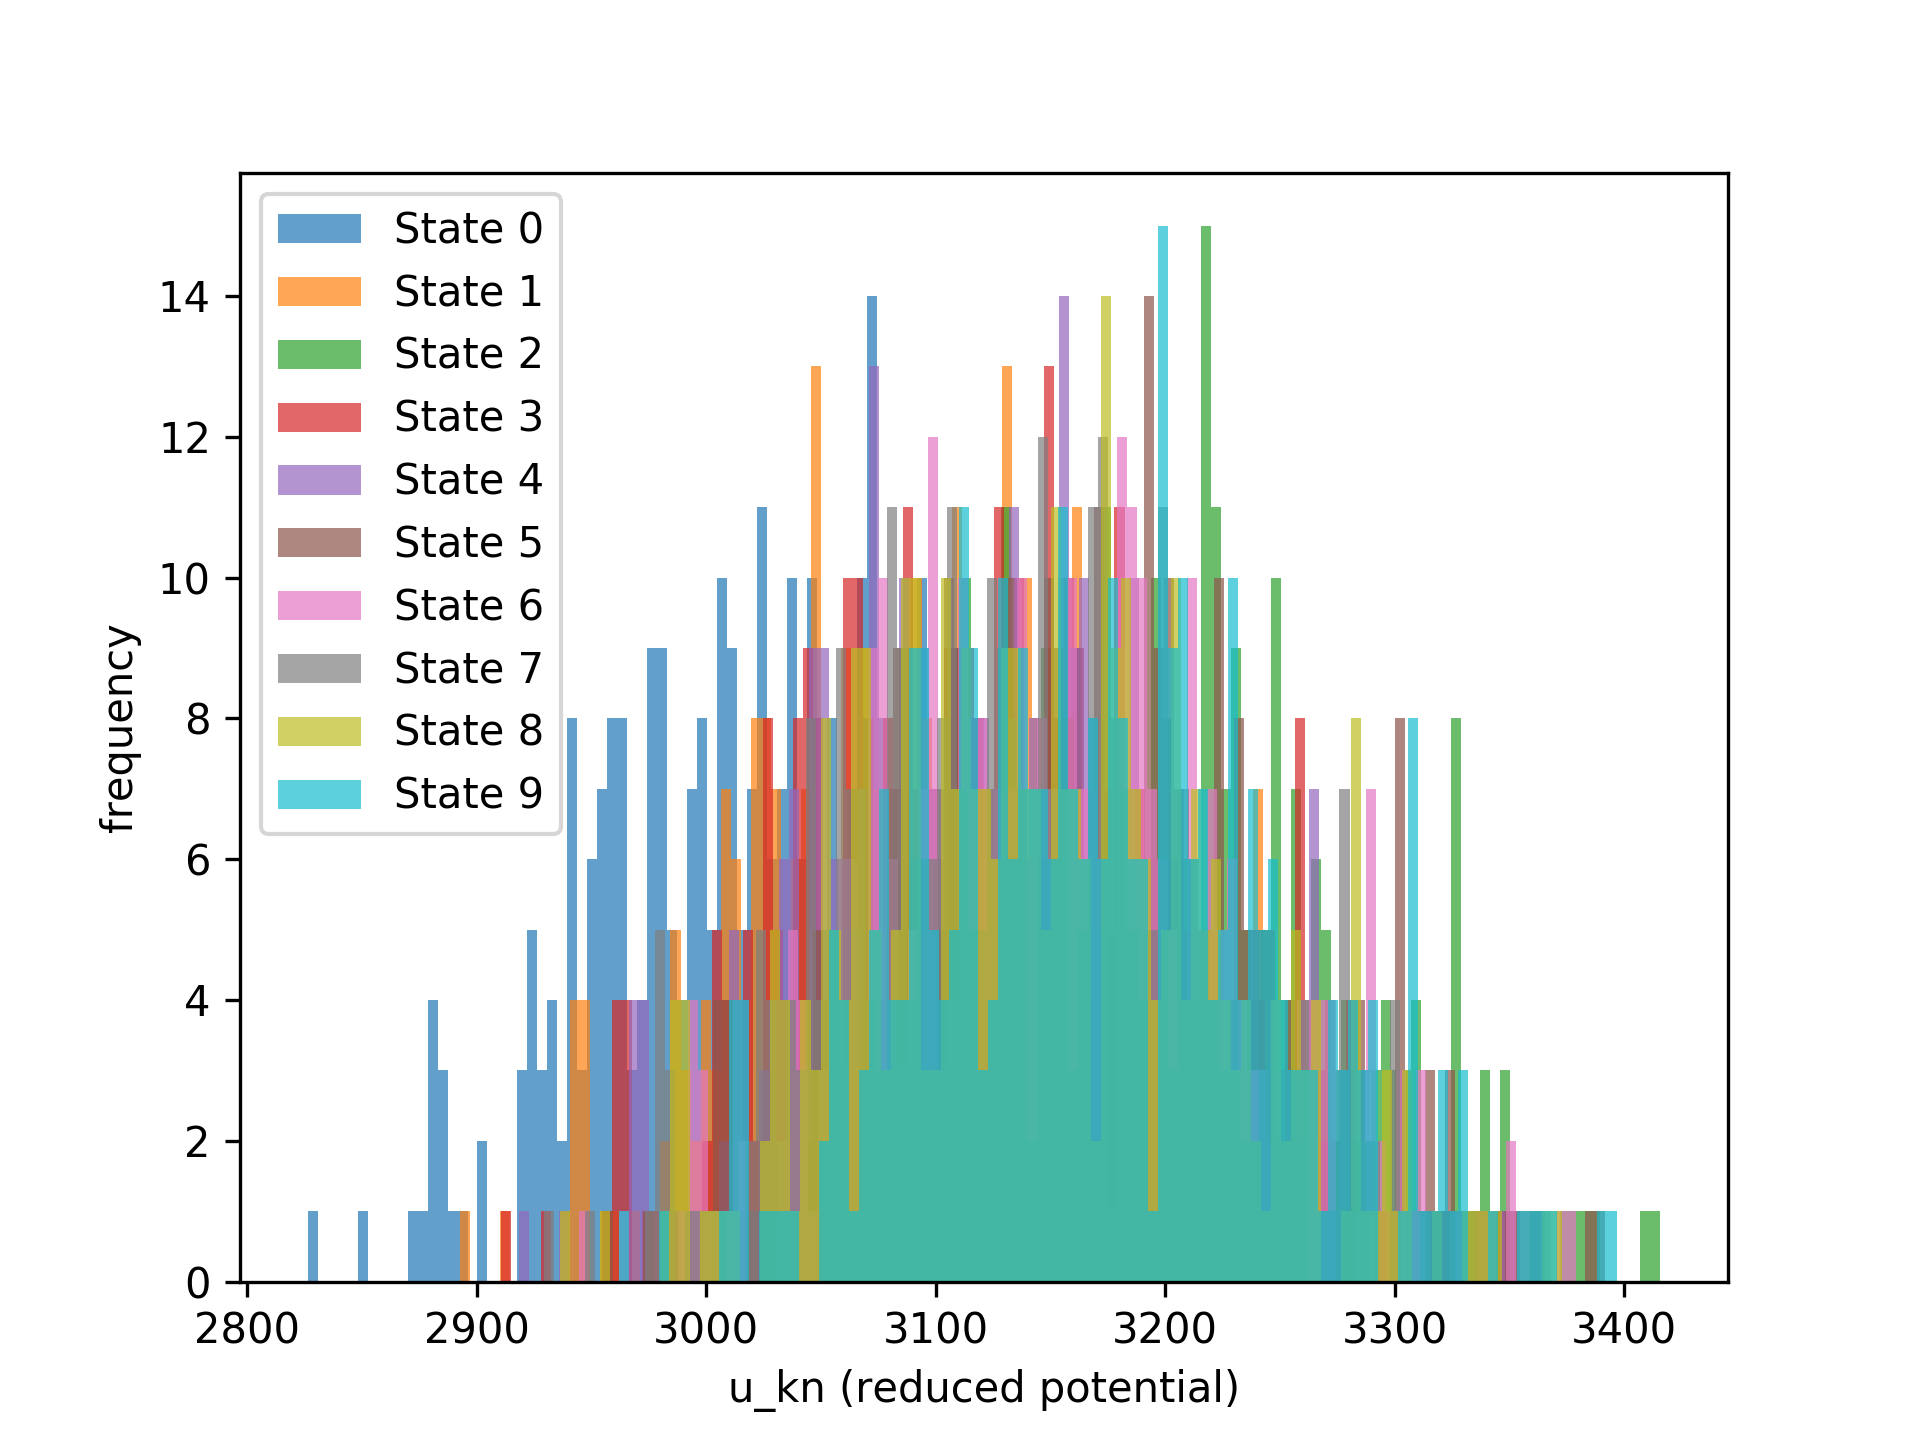 State 0
State 1
State 2
State 3
State 4
State 5
State 6
State 7
State 8
State 9
frequency
14
12
10
8
6
4
2
0
2800 2900 3000 3100 3200 3300 3400
u_kn (reduced potential)